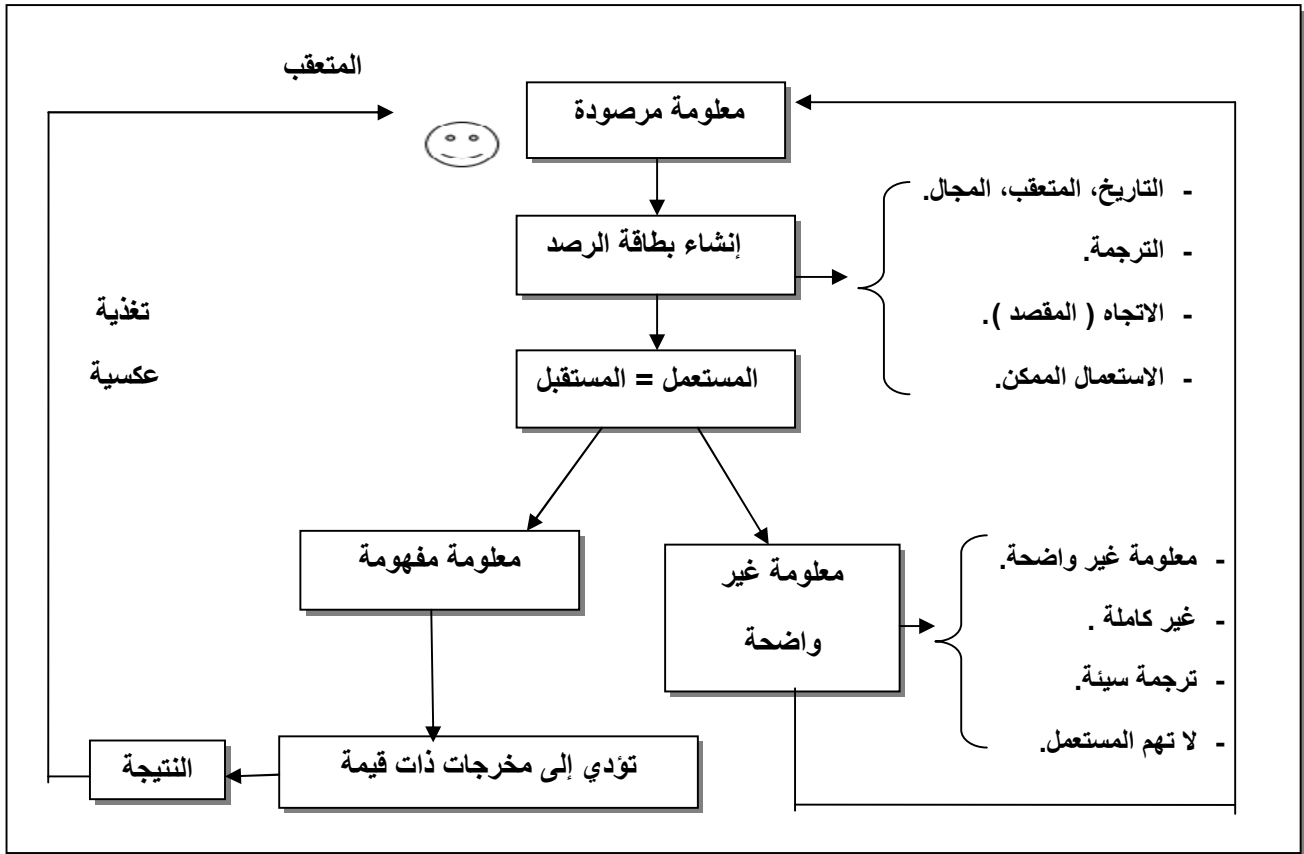 المتعقب
معلومة مرصودة
إنشاء بطاقة الرصد
- التاريخ، المتعقب، المجال.
- الترجمة.
- الاتجاه ( المقصد ).
- الاستعمال الممكن.
المستعمل = المستقبل
تغذية
عكسية
معلومة مفهومة
معلومة غير
واضحة
- معلومة غير واضحة.
- غير كاملة .
- ترجمة سيئة.
- لا تهم المستعمل.
تؤدي إلى مخرجات ذات قيمة
النتيجة